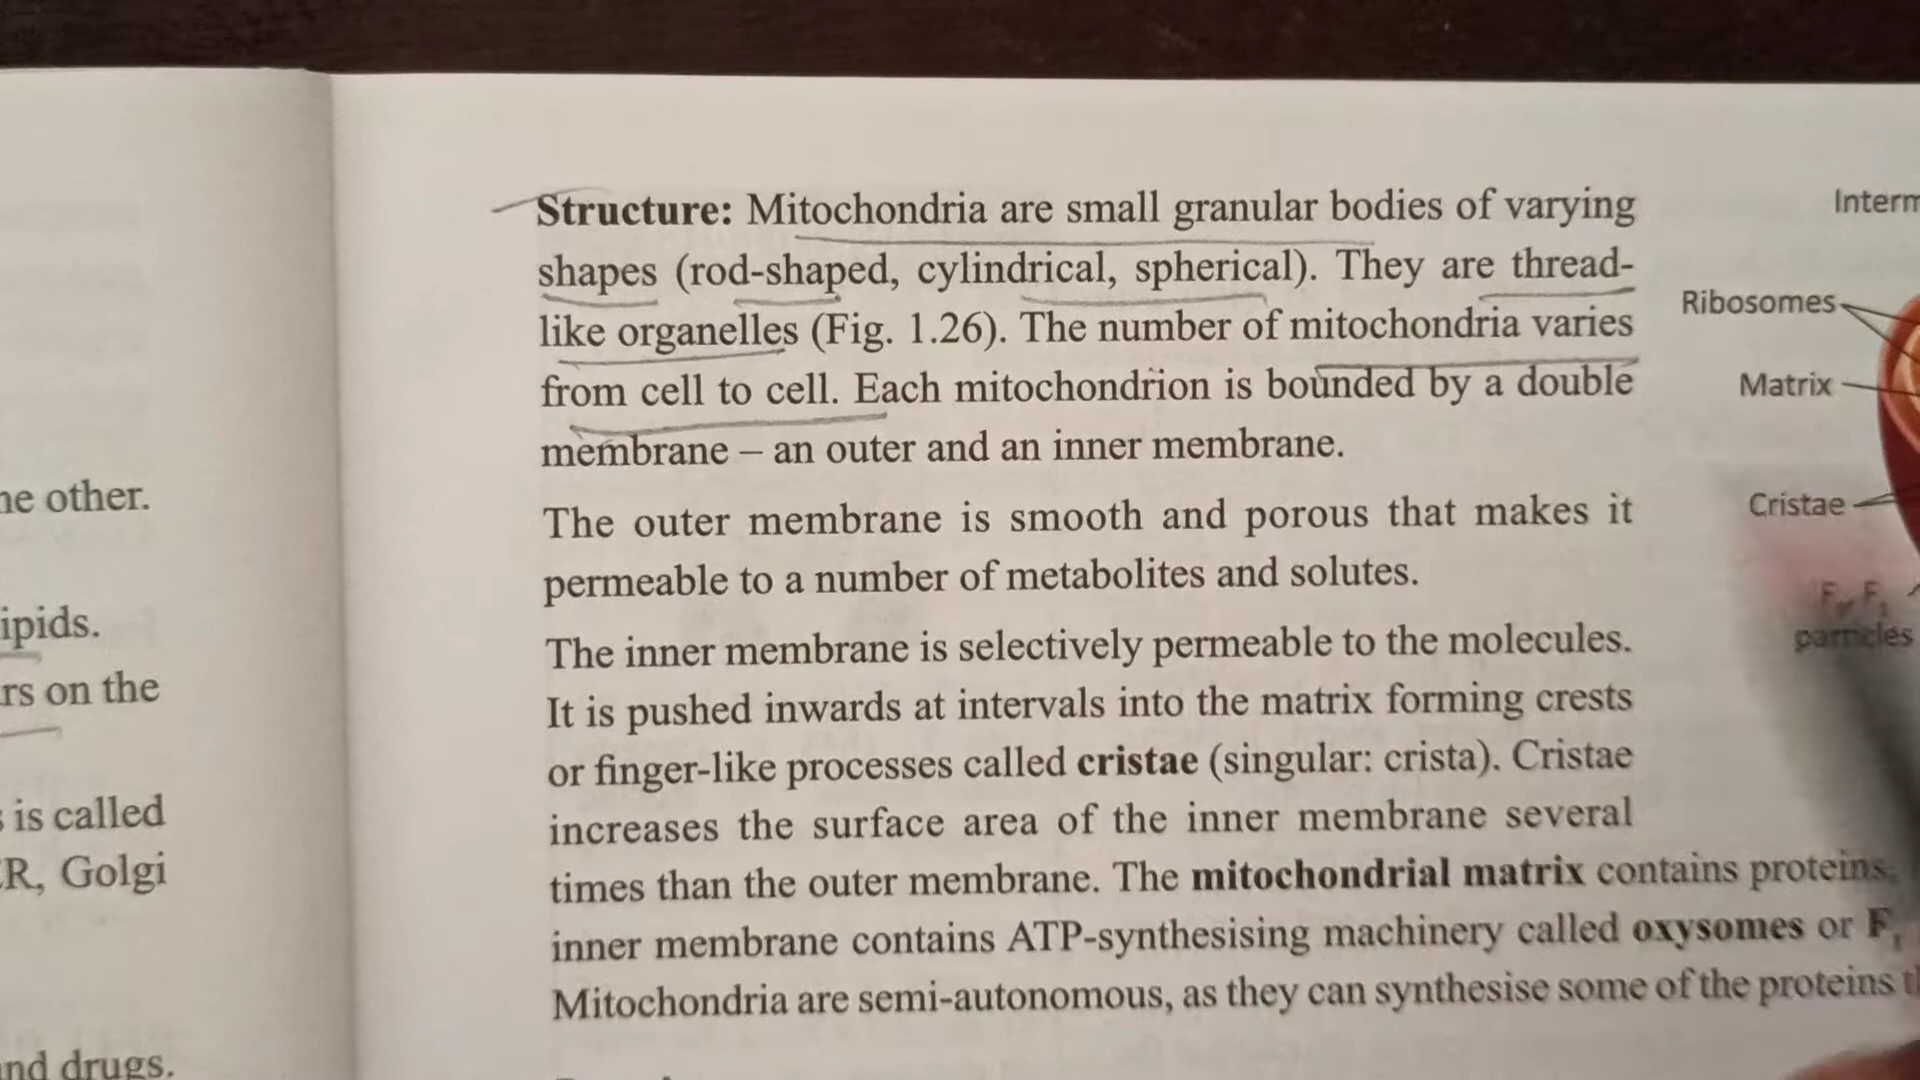 he other.
ipids.
rs on the
is called
R, Golgi
nd drugs.
Structure: Mitochondria are small granular bodies of varying
shapes (rod-shaped, cylindrical, spherical). They are thread-
like organelles (Fig. 1.26). The number of mitochondria varies
from cell to cell. Each mitochondrion is bounded by a double
membrane – an outer and an inner membrane.
The outer membrane is smooth and porous that makes it
permeable to a number of metabolites and solutes.
The inner membrane is selectively permeable to the molecules.
It is pushed inwards at intervals into the matrix forming crests
or finger-like processes called cristae (singular: crista). Cristae
increases the surface area of the inner membrane several
times than the outer membrane. The mitochondrial matrix contains proteins,
inner membrane contains ATP-synthesising machinery called oxysomes or F₁
Mitochondria are semi-autonomous, as they can synthesise some of the proteins
Interm
Ribosomes
Matrix
Cristae
particles